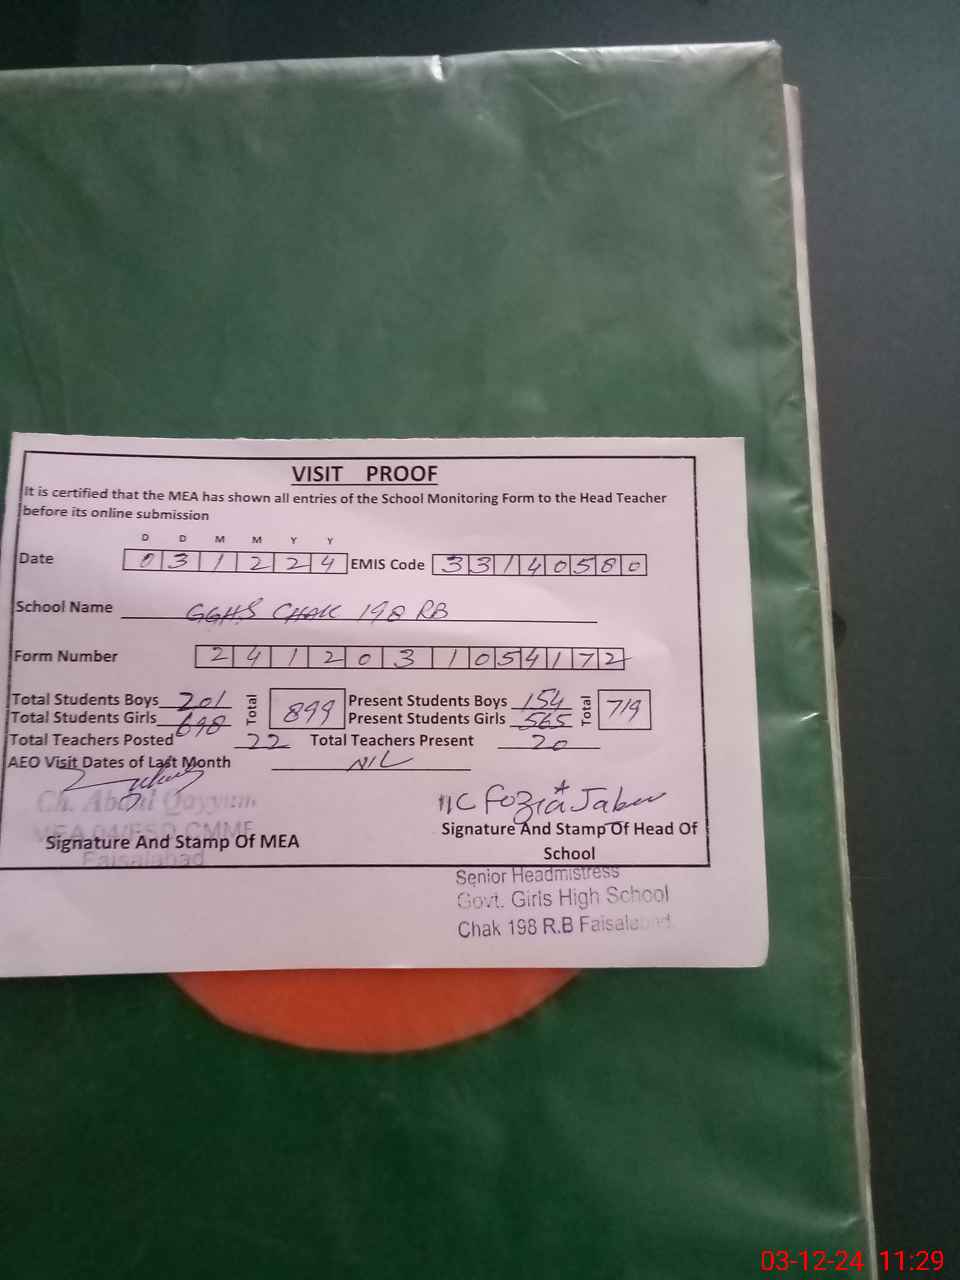 VISIT PROOF
It is certified that the MEA has shown all entries of the School Monitoring Form to the Head Teacher
before its online submission
D D M M Y Y
Date 0 3 1 2 2 4 EMIS Code 3 3 1 4 0 5 8 0
School Name GGHS CHAK 198 RB
Form Number 2 4 1 2 0 3 1 0 5 4 1 7 2
Total Students Boys 201 Total 899 Present Students Boys 154 Total 719
Total Students Girls 698 Present Students Girls 565
Total Teachers Posted 22 Total Teachers Present 20
AEO Visit Dates of Last Month NIL
Ch. Abdul Qayyum
I/C Fozia Jabeen
Signature And Stamp Of MEA
Signature And Stamp Of Head Of
School
Faisalabad
Senior Headmistress
Govt. Girls High School
Chak 198 R.B Faisalabad.
03-12-24 11:29